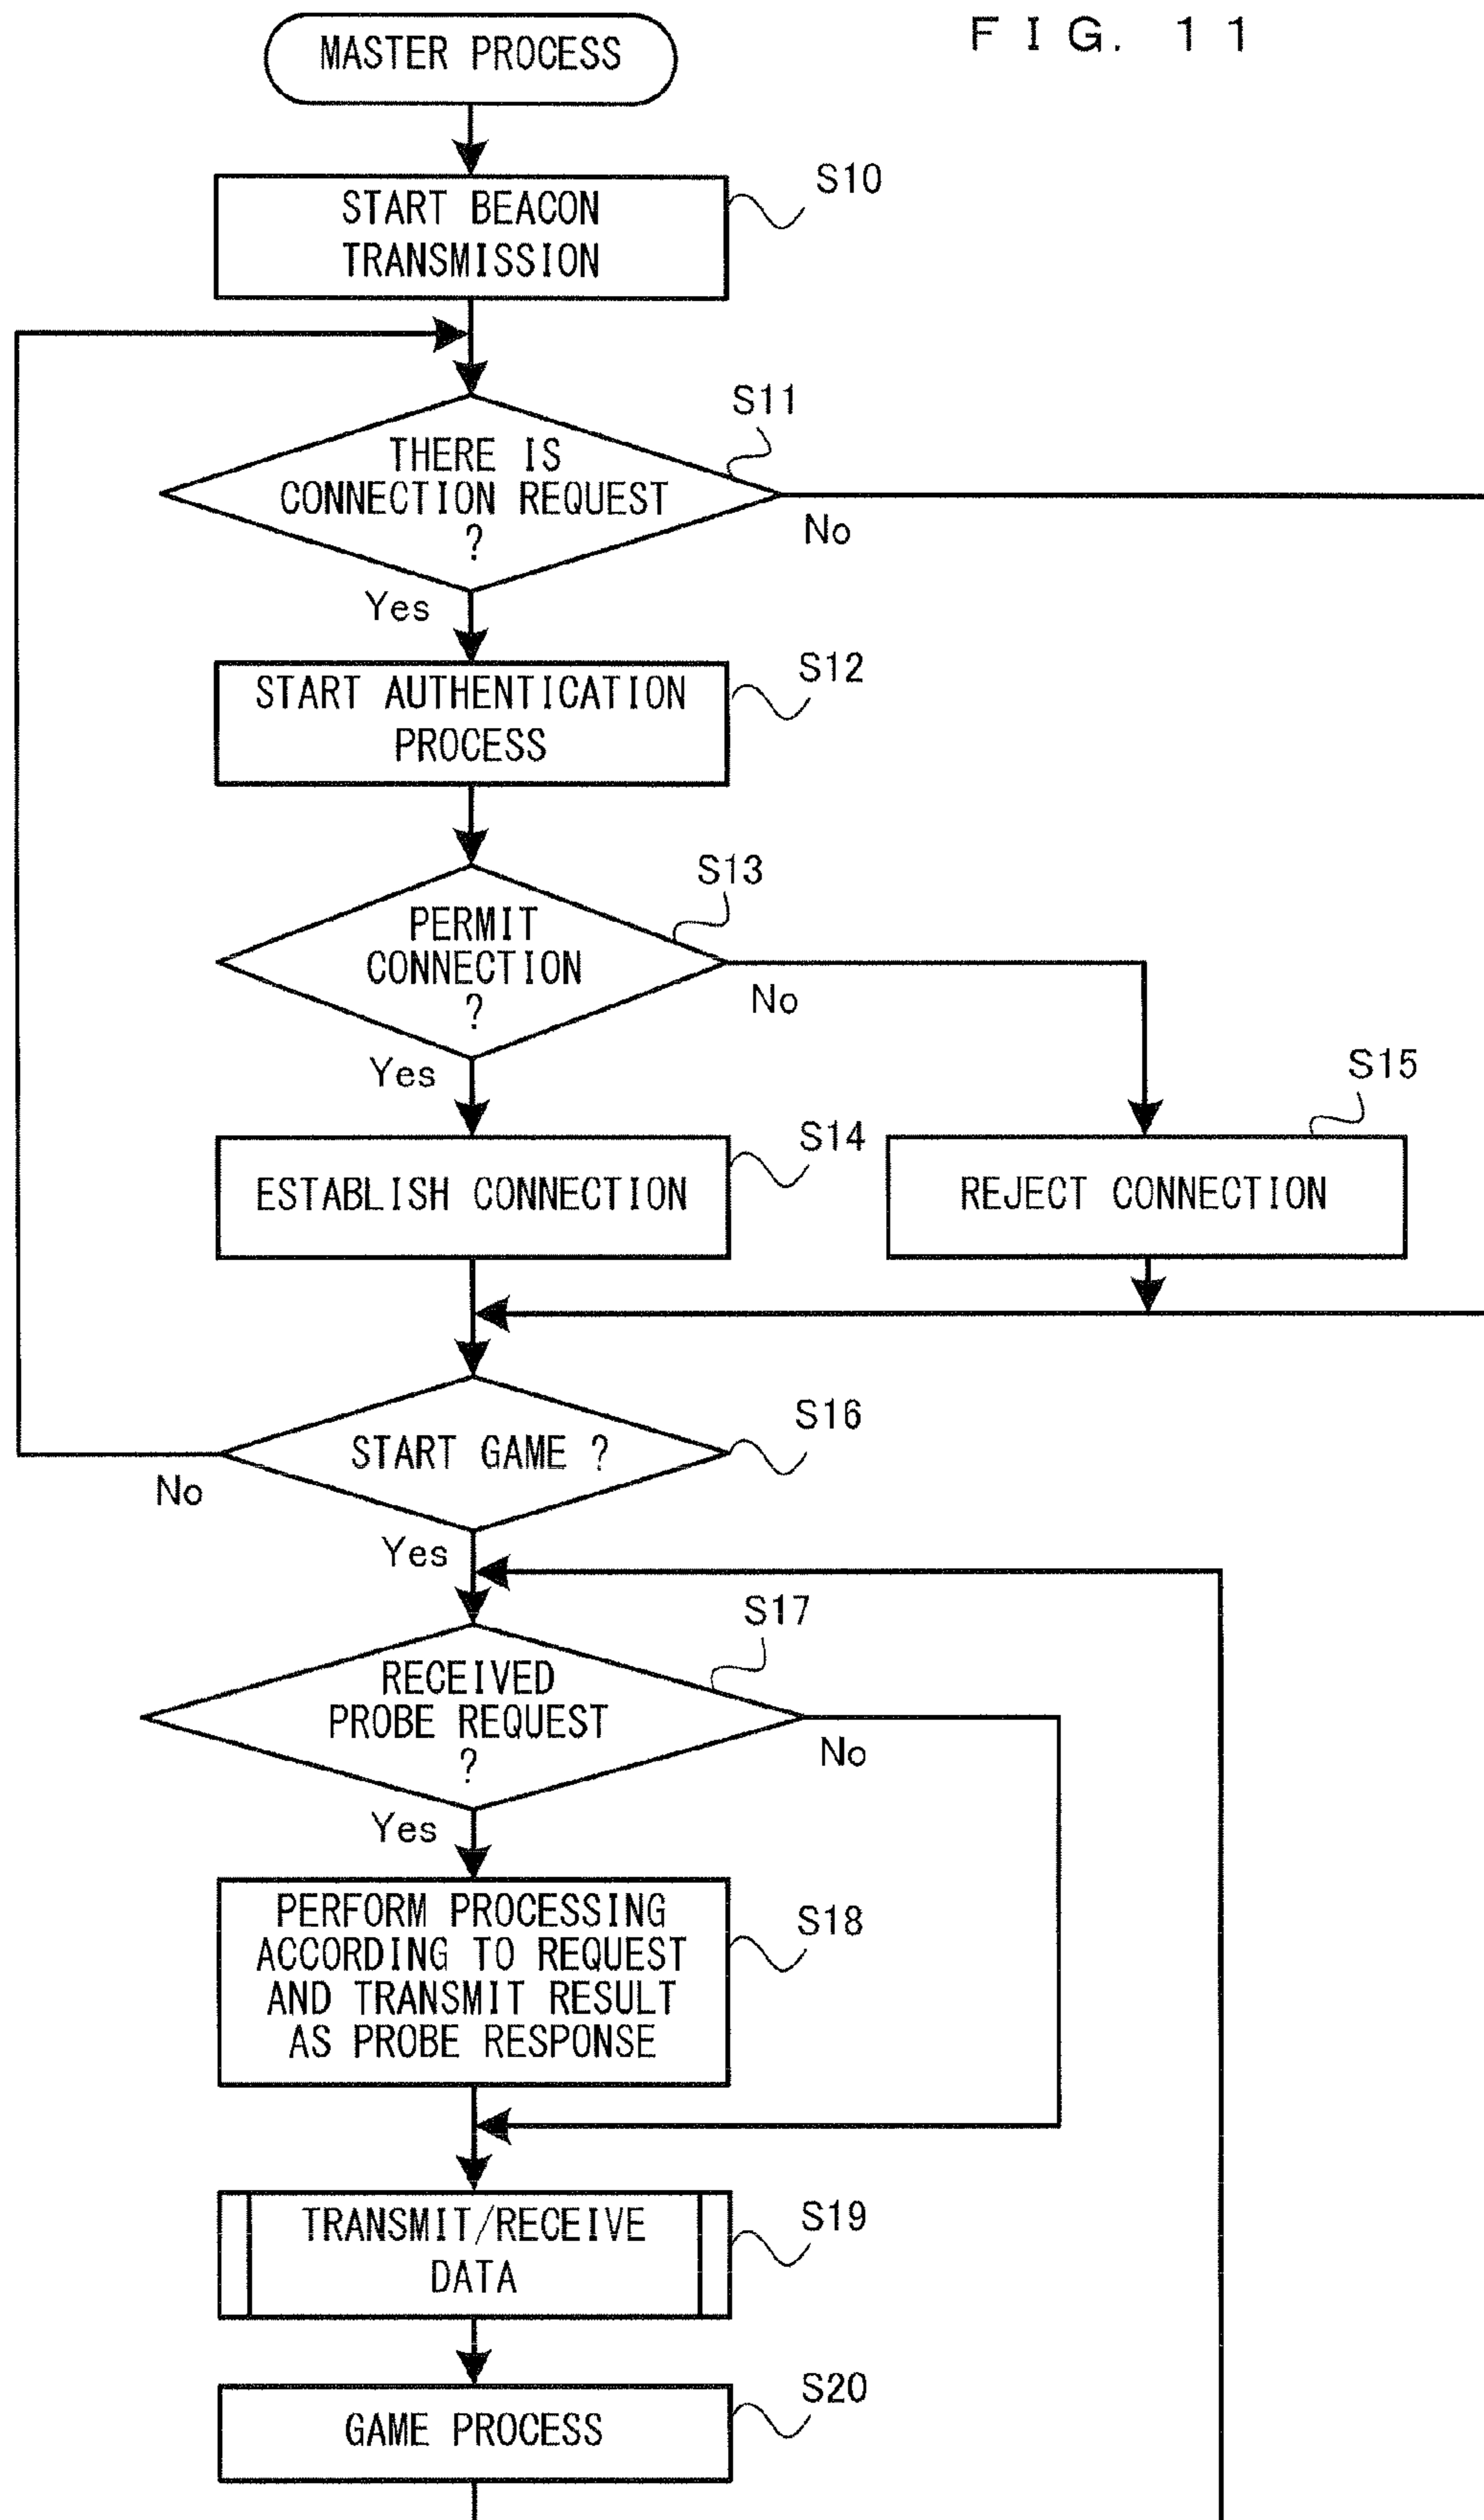 FIG. 11
MASTER PROCESS
S10
START BEACON
TRANSMISSION
S11
THERE IS
CONNECTION REQUEST
?
No
Yes
S12
START AUTHENTICATION
PROCESS
S13
PERMIT
CONNECTION
?
No
Yes
S14
ESTABLISH CONNECTION
S15
REJECT CONNECTION
S16
START GAME ?
No
Yes
S17
RECEIVED
PROBE REQUEST
?
No
Yes
S18
PERFORM PROCESSING
ACCORDING TO REQUEST
AND TRANSMIT RESULT
AS PROBE RESPONSE
S19
TRANSMIT/RECEIVE
DATA
S20
GAME PROCESS